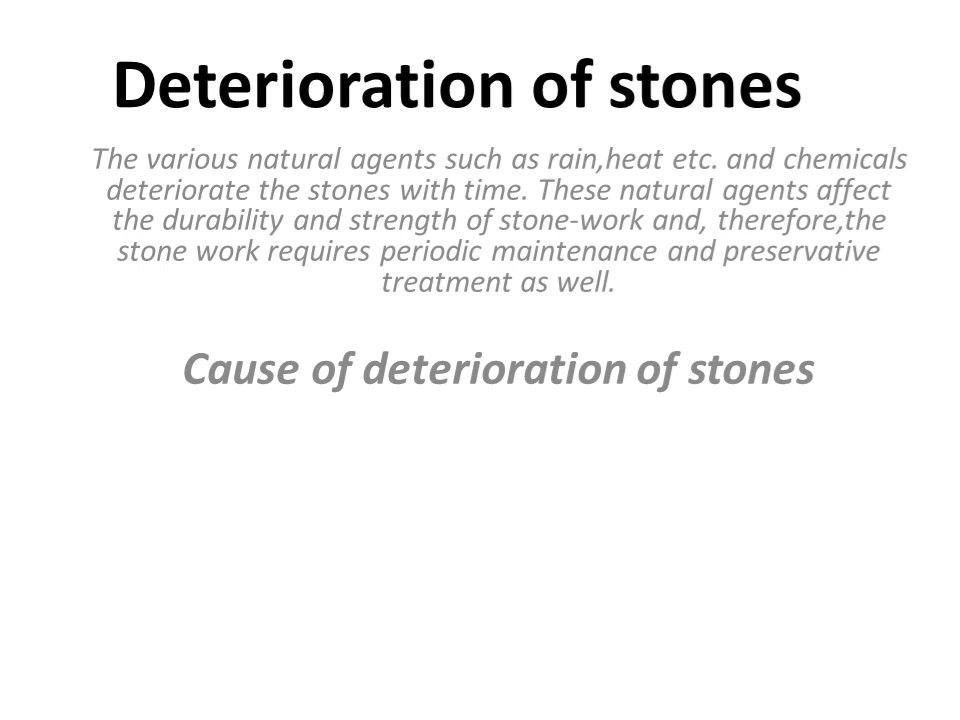 Deterioration of stones
The various natural agents such as rain,heat etc. and chemicals
deteriorate the stones with time. These natural agents affect
the durability and strength of stone-work and, therefore,the
stone work requires periodic maintenance and preservative
treatment as well.
Cause of deterioration of stones